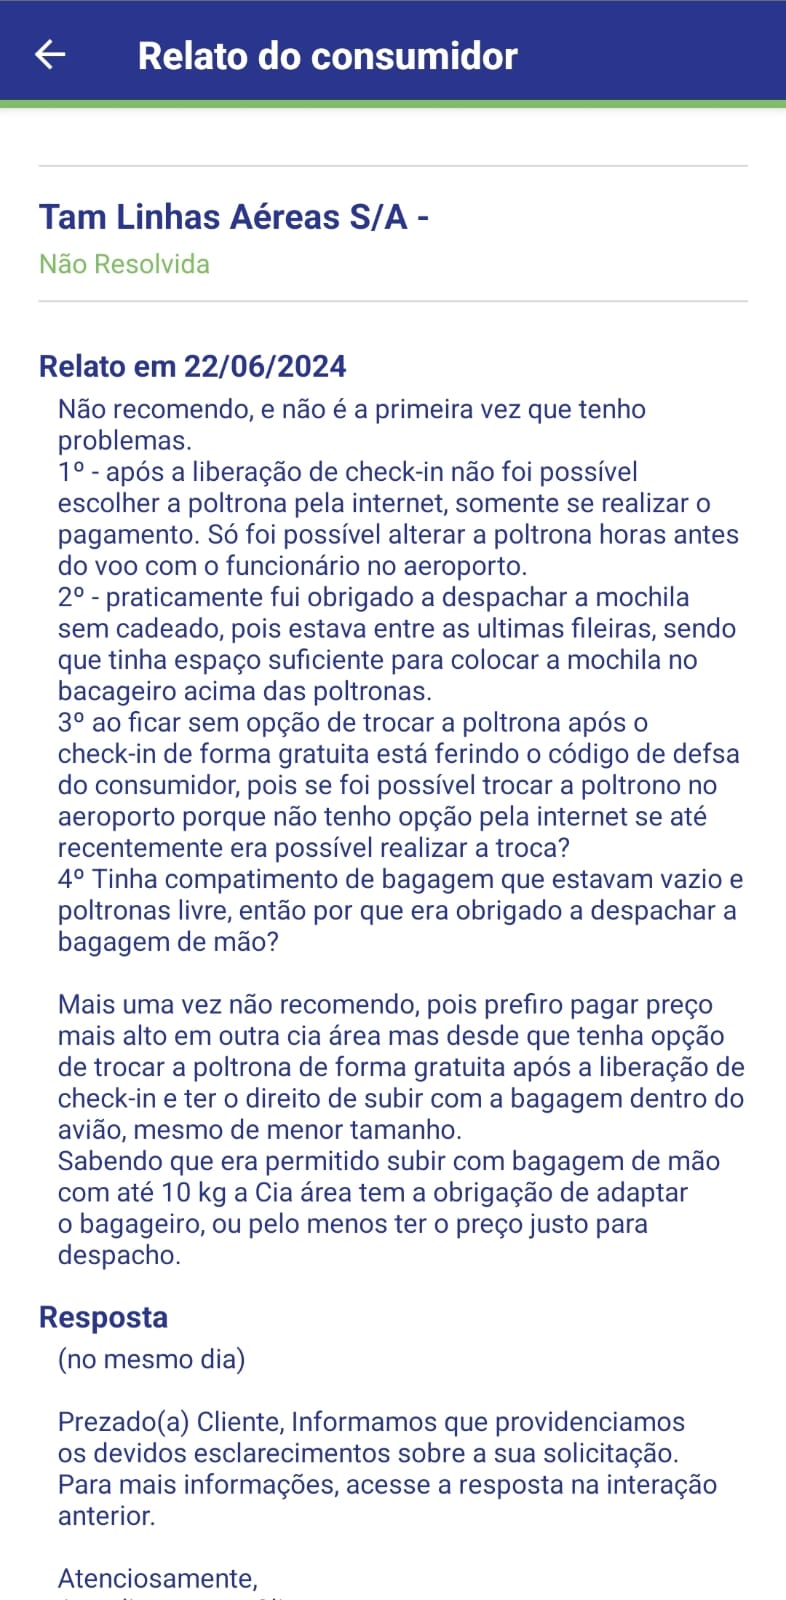 Relato do consumidor
Tam Linhas Aéreas S/A -
Não Resolvida
Relato em 22/06/2024
Não recomendo, e não é a primeira vez que tenho
problemas.
1º - após a liberação de check-in não foi possível
escolher a poltrona pela internet, somente se realizar o
pagamento. Só foi possível alterar a poltrona horas antes
do voo com o funcionário no aeroporto.
2º - praticamente fui obrigado a despachar a mochila
sem cadeado, pois estava entre as ultimas fileiras, sendo
que tinha espaço suficiente para colocar a mochila no
bacageiro acima das poltronas.
3º ao ficar sem opção de trocar a poltrona após o
check-in de forma gratuita está ferindo o código de defsa
do consumidor, pois se foi possível trocar a poltrono no
aeroporto porque não tenho opção pela internet se até
recentemente era possível realizar a troca?
4º Tinha compatimento de bagagem que estavam vazio e
poltronas livre, então por que era obrigado a despachar a
bagagem de mão?
Mais uma vez não recomendo, pois prefiro pagar preço
mais alto em outra cia área mas desde que tenha opção
de trocar a poltrona de forma gratuita após a liberação de
check-in e ter o direito de subir com a bagagem dentro do
avião, mesmo de menor tamanho.
Sabendo que era permitido subir com bagagem de mão
com até 10 kg a Cia área tem a obrigação de adaptar
o bagageiro, ou pelo menos ter o preço justo para
despacho.
Resposta
(no mesmo dia)
Prezado(a) Cliente, Informamos que providenciamos
os devidos esclarecimentos sobre a sua solicitação.
Para mais informações, acesse a resposta na interação
anterior.
Atenciosamente,